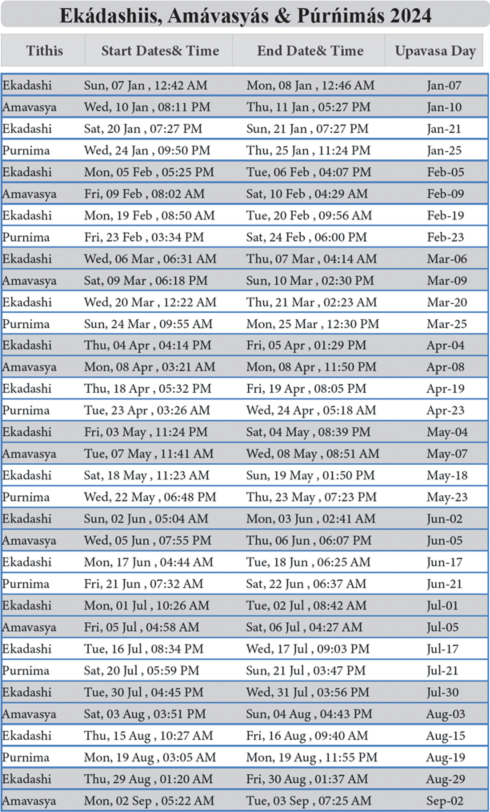 Ekádashiis, Amávasyás & Púrńimás 2024
Tithis Start Dates& Time End Date& Time Upavasa Day
Ekadashi Sun, 07 Jan , 12:42 AM Mon, 08 Jan , 12:46 AM Jan-07
Amavasya Wed, 10 Jan , 08:11 PM Thu, 11 Jan , 05:27 PM Jan-10
Ekadashi Sat, 20 Jan , 07:27 PM Sun, 21 Jan , 07:27 PM Jan-21
Purnima Wed, 24 Jan , 09:50 PM Thu, 25 Jan , 11:24 PM Jan-25
Ekadashi Mon, 05 Feb , 05:25 PM Tue, 06 Feb , 04:07 PM Feb-05
Amavasya Fri, 09 Feb , 08:02 AM Sat, 10 Feb , 04:29 AM Feb-09
Ekadashi Mon, 19 Feb , 08:50 AM Tue, 20 Feb , 09:56 AM Feb-19
Purnima Fri, 23 Feb , 03:34 PM Sat, 24 Feb , 06:00 PM Feb-23
Ekadashi Wed, 06 Mar , 06:31 AM Thu, 07 Mar , 04:14 AM Mar-06
Amavasya Sat, 09 Mar , 06:18 PM Sun, 10 Mar , 02:30 PM Mar-09
Ekadashi Wed, 20 Mar , 12:22 AM Thu, 21 Mar , 02:23 AM Mar-20
Purnima Sun, 24 Mar , 09:55 AM Mon, 25 Mar , 12:30 PM Mar-25
Ekadashi Thu, 04 Apr , 04:14 PM Fri, 05 Apr , 01:29 PM Apr-04
Amavasya Mon, 08 Apr , 03:21 AM Mon, 08 Apr , 11:50 PM Apr-08
Ekadashi Thu, 18 Apr , 05:32 PM Fri, 19 Apr , 08:05 PM Apr-19
Purnima Tue, 23 Apr , 03:26 AM Wed, 24 Apr , 05:18 AM Apr-23
Ekadashi Fri, 03 May , 11:24 PM Sat, 04 May , 08:39 PM May-04
Amavasya Tue, 07 May , 11:41 AM Wed, 08 May , 08:51 AM May-07
Ekadashi Sat, 18 May , 11:23 AM Sun, 19 May , 01:50 PM May-18
Purnima Wed, 22 May , 06:48 PM Thu, 23 May , 07:23 PM May-23
Ekadashi Sun, 02 Jun , 05:04 AM Mon, 03 Jun , 02:41 AM Jun-02
Amavasya Wed, 05 Jun , 07:55 PM Thu, 06 Jun , 06:07 PM Jun-05
Ekadashi Mon, 17 Jun , 04:44 AM Tue, 18 Jun , 06:25 AM Jun-17
Purnima Fri, 21 Jun , 07:32 AM Sat, 22 Jun , 06:37 AM Jun-21
Ekadashi Mon, 01 Jul , 10:26 AM Tue, 02 Jul , 08:42 AM Jul-01
Amavasya Fri, 05 Jul , 04:58 AM Sat, 06 Jul , 04:27 AM Jul-05
Ekadashi Tue, 16 Jul , 08:34 PM Wed, 17 Jul , 09:03 PM Jul-17
Purnima Sat, 20 Jul , 05:59 PM Sun, 21 Jul , 03:47 PM Jul-21
Ekadashi Tue, 30 Jul , 04:45 PM Wed, 31 Jul , 03:56 PM Jul-30
Amavasya Sat, 03 Aug , 03:51 PM Sun, 04 Aug , 04:43 PM Aug-03
Ekadashi Thu, 15 Aug , 10:27 AM Fri, 16 Aug , 09:40 AM Aug-15
Purnima Mon, 19 Aug , 03:05 AM Mon, 19 Aug , 11:55 PM Aug-19
Ekadashi Thu, 29 Aug , 01:20 AM Fri, 30 Aug , 01:37 AM Aug-29
Amavasya Mon, 02 Sep , 05:22 AM Tue, 03 Sep , 07:25 AM Sep-02